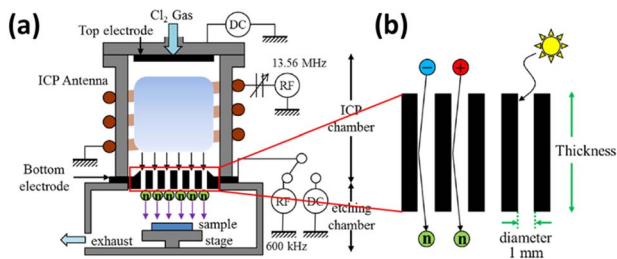 (a)
Cl2 Gas
Top electrode
DC
ICP Antenna
13.56 MHz
RF
ICP
chamber
Bottom
electrode
n n n n n n
RF
DC
etching
chamber
sample
stage
600 kHz
exhaust
(b)
− +
Thickness
n n
diameter
1 mm